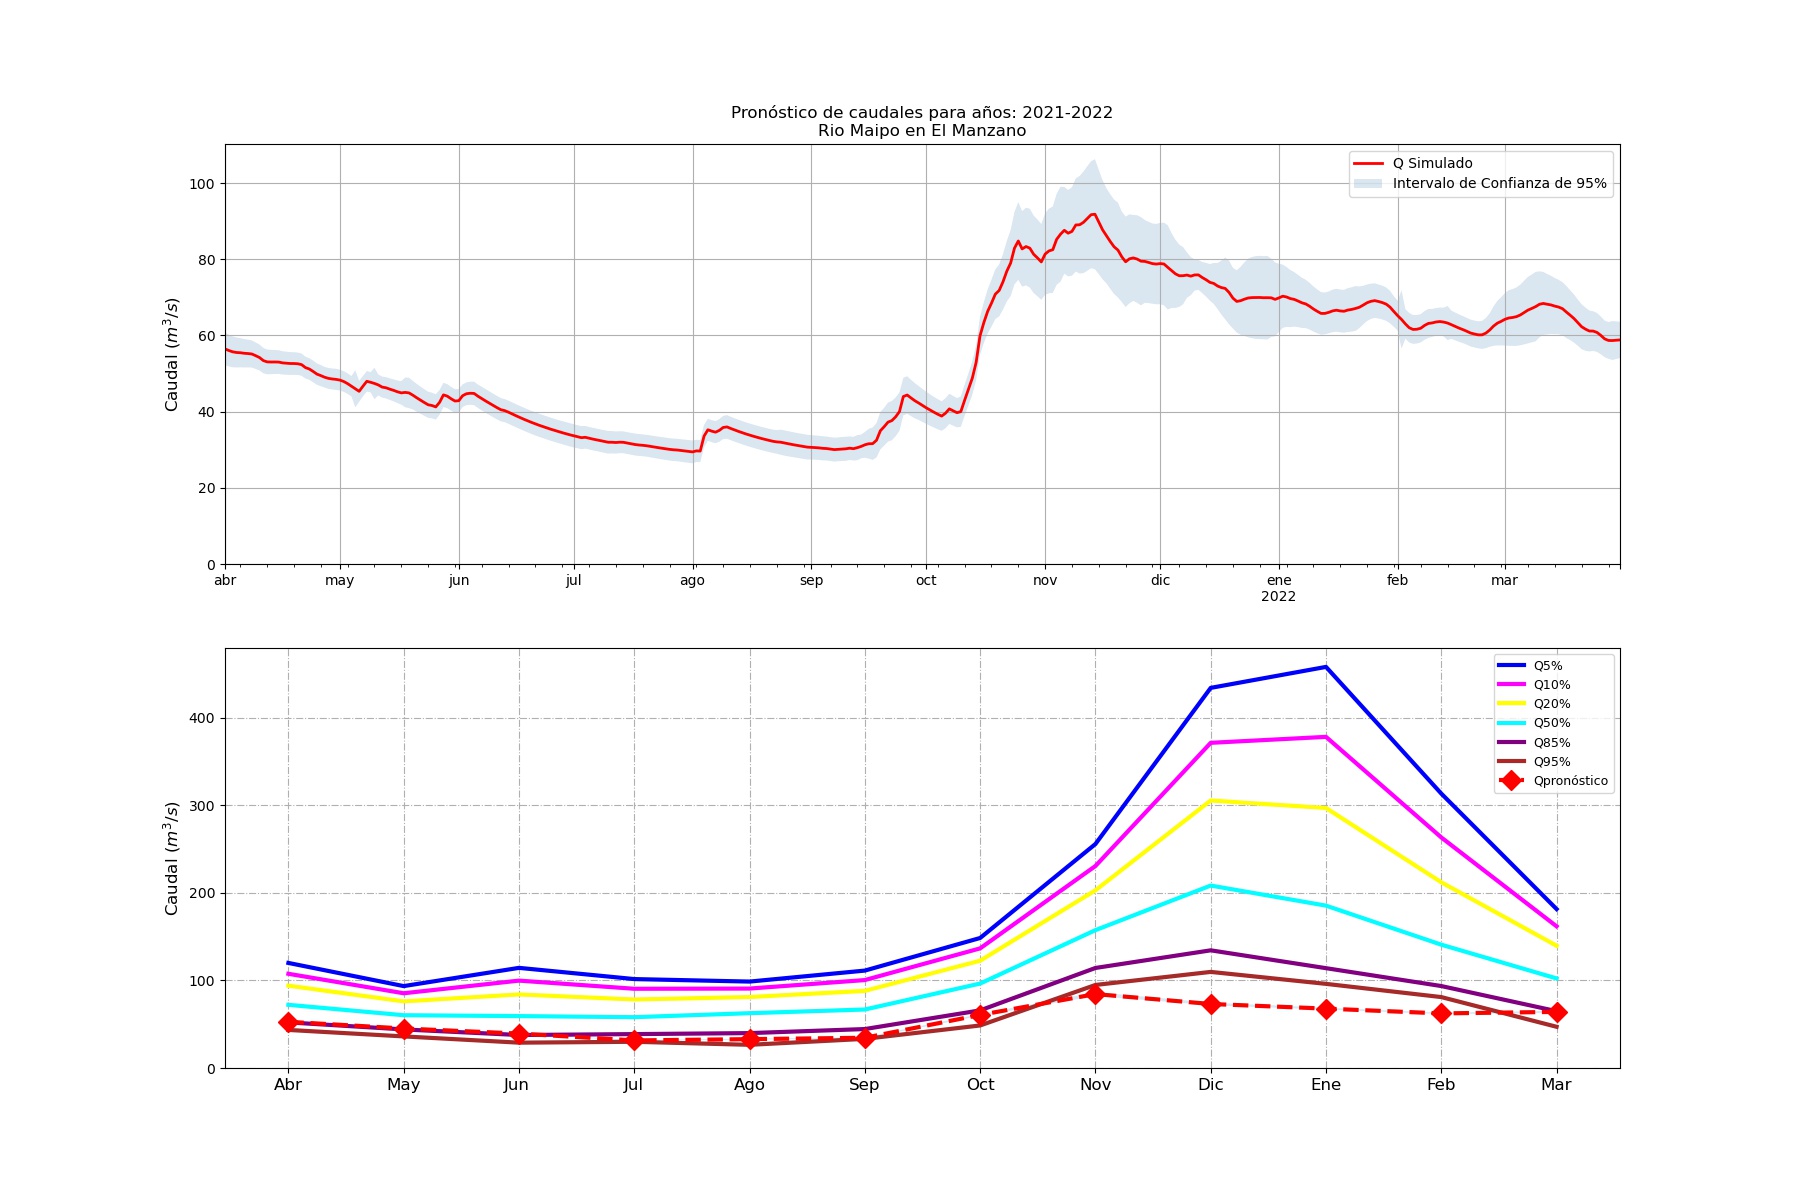 Pronóstico de caudales para años: 2021-2022
Rio Maipo en El Manzano
Q Simulado
Intervalo de Confianza de 95%
Caudal (m³/s)
100
80
60
40
20
0
abr may jun jul ago sep oct nov dic ene feb mar
2022
Q5%
Q10%
Q20%
Q50%
Q85%
Q95%
Qpronóstico
Caudal (m³/s)
400
300
200
100
0
Abr May Jun Jul Ago Sep Oct Nov Dic Ene Feb Mar